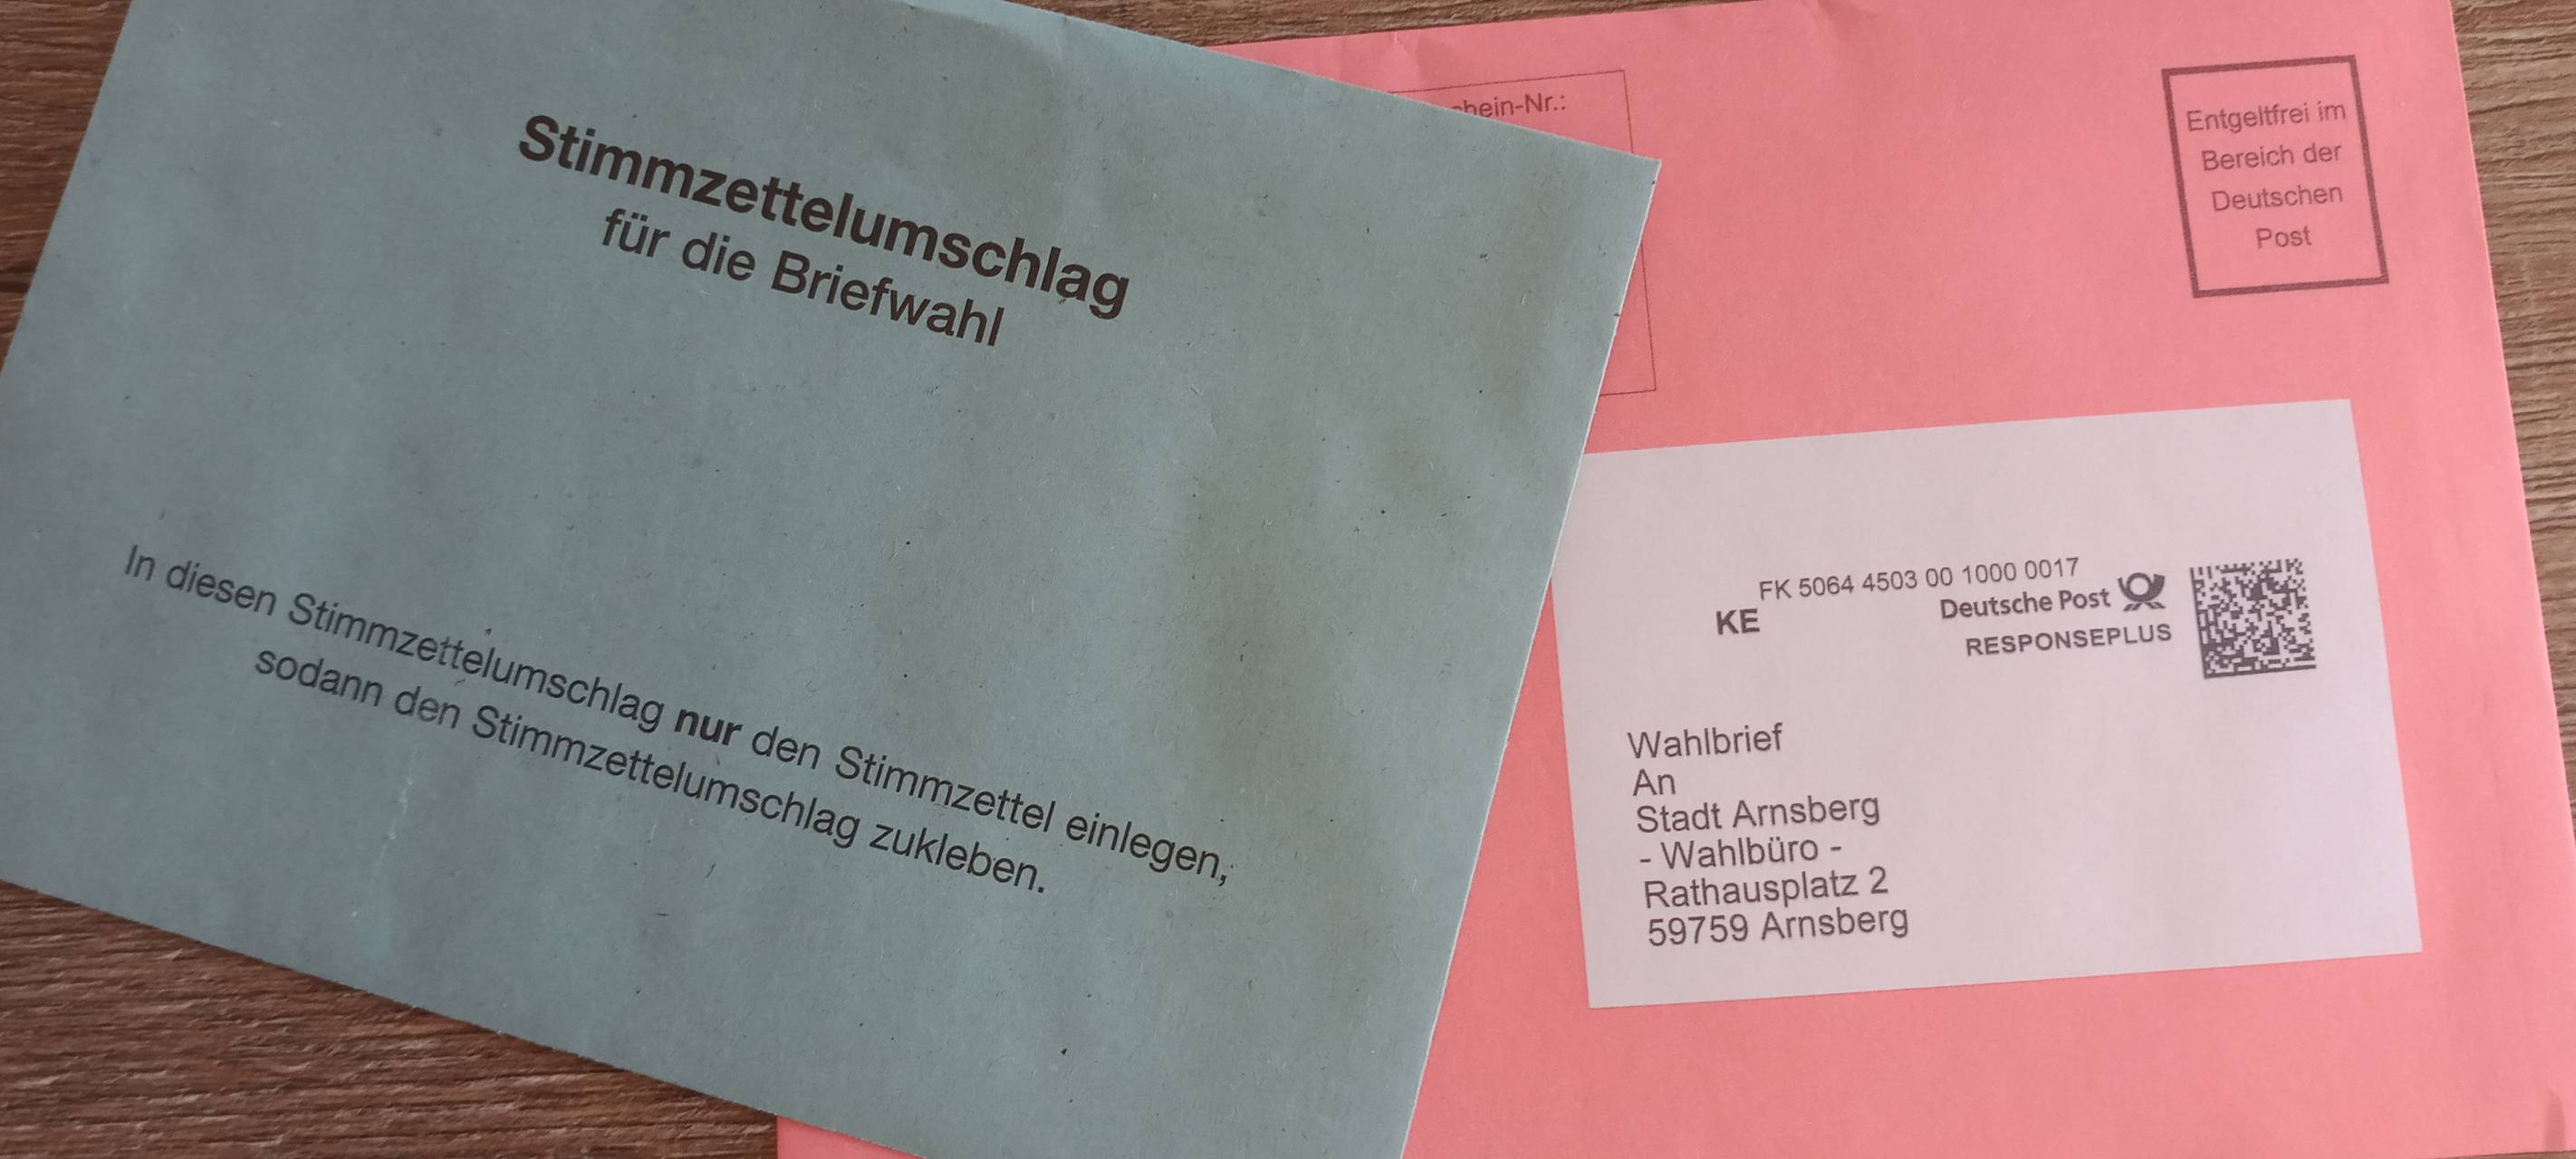 Stimmzettelumschlag
für die Briefwahl
In diesen Stimmzettelumschlag nur den Stimmzettel einlegen,
sodann den Stimmzettelumschlag zukleben.
hein-Nr.:
Entgeltfrei im
Bereich der
Deutschen
Post
FK 5064 4503 00 1000 0017
KE
Deutsche Post
RESPONSEPLUS
Wahlbrief
An
Stadt Arnsberg
- Wahlbüro -
Rathausplatz 2
59759 Arnsberg